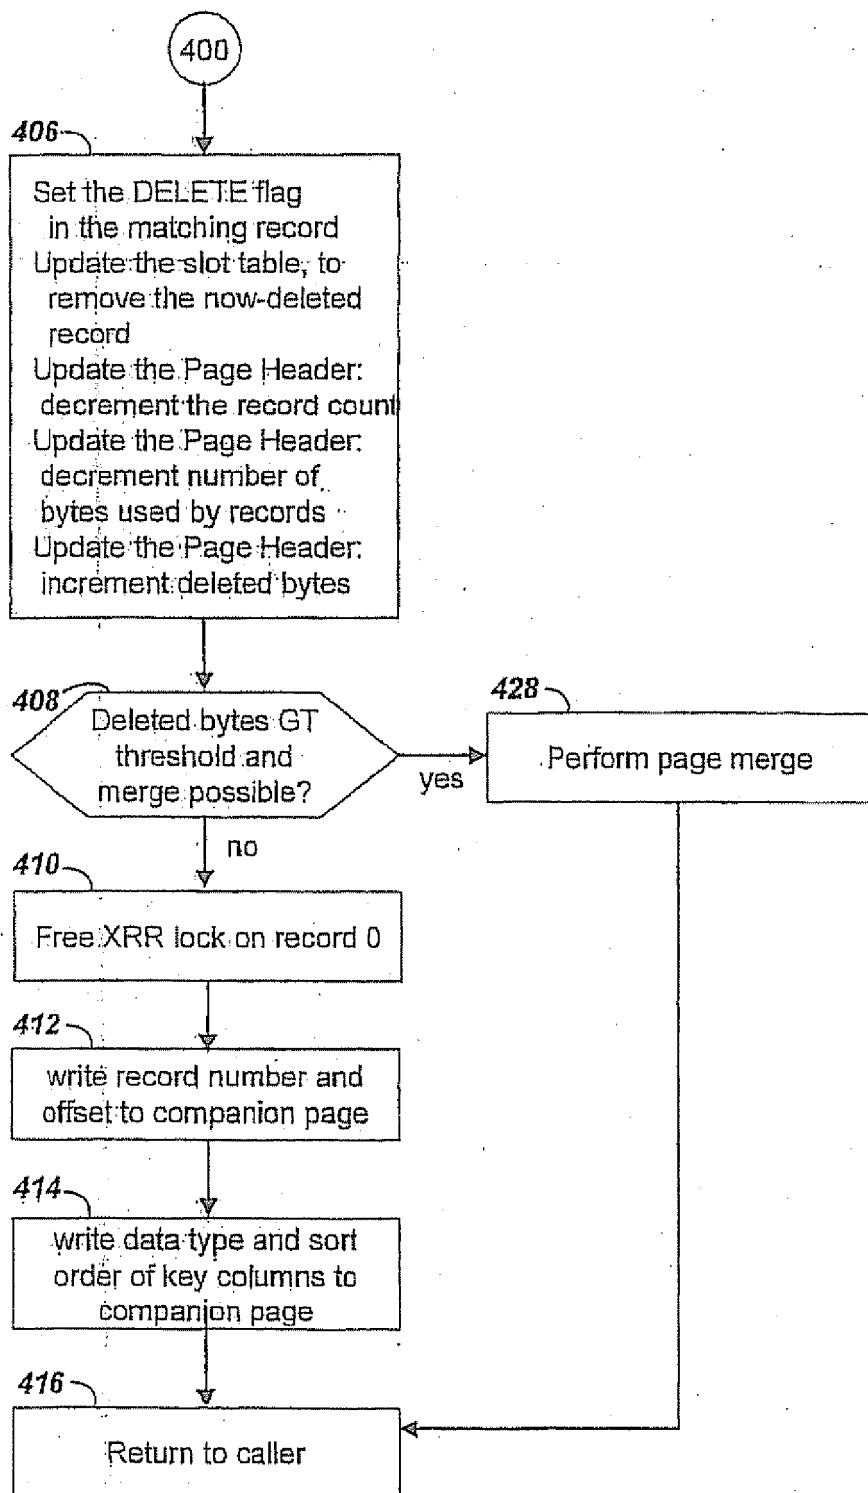 400
406
Set the DELETE flag
in the matching record
Update the slot table, to
remove the now-deleted
record
Update the Page Header:
decrement the record count
Update the Page Header:
decrement number of
bytes used by records
Update the Page Header:
increment deleted bytes
408
Deleted bytes GT
threshold and
merge possible?
yes
428
Perform page merge
no
410
Free XRR lock on record 0
412
write record number and
offset to companion page
414
write data type and sort
order of key columns to
companion page
416
Return to caller